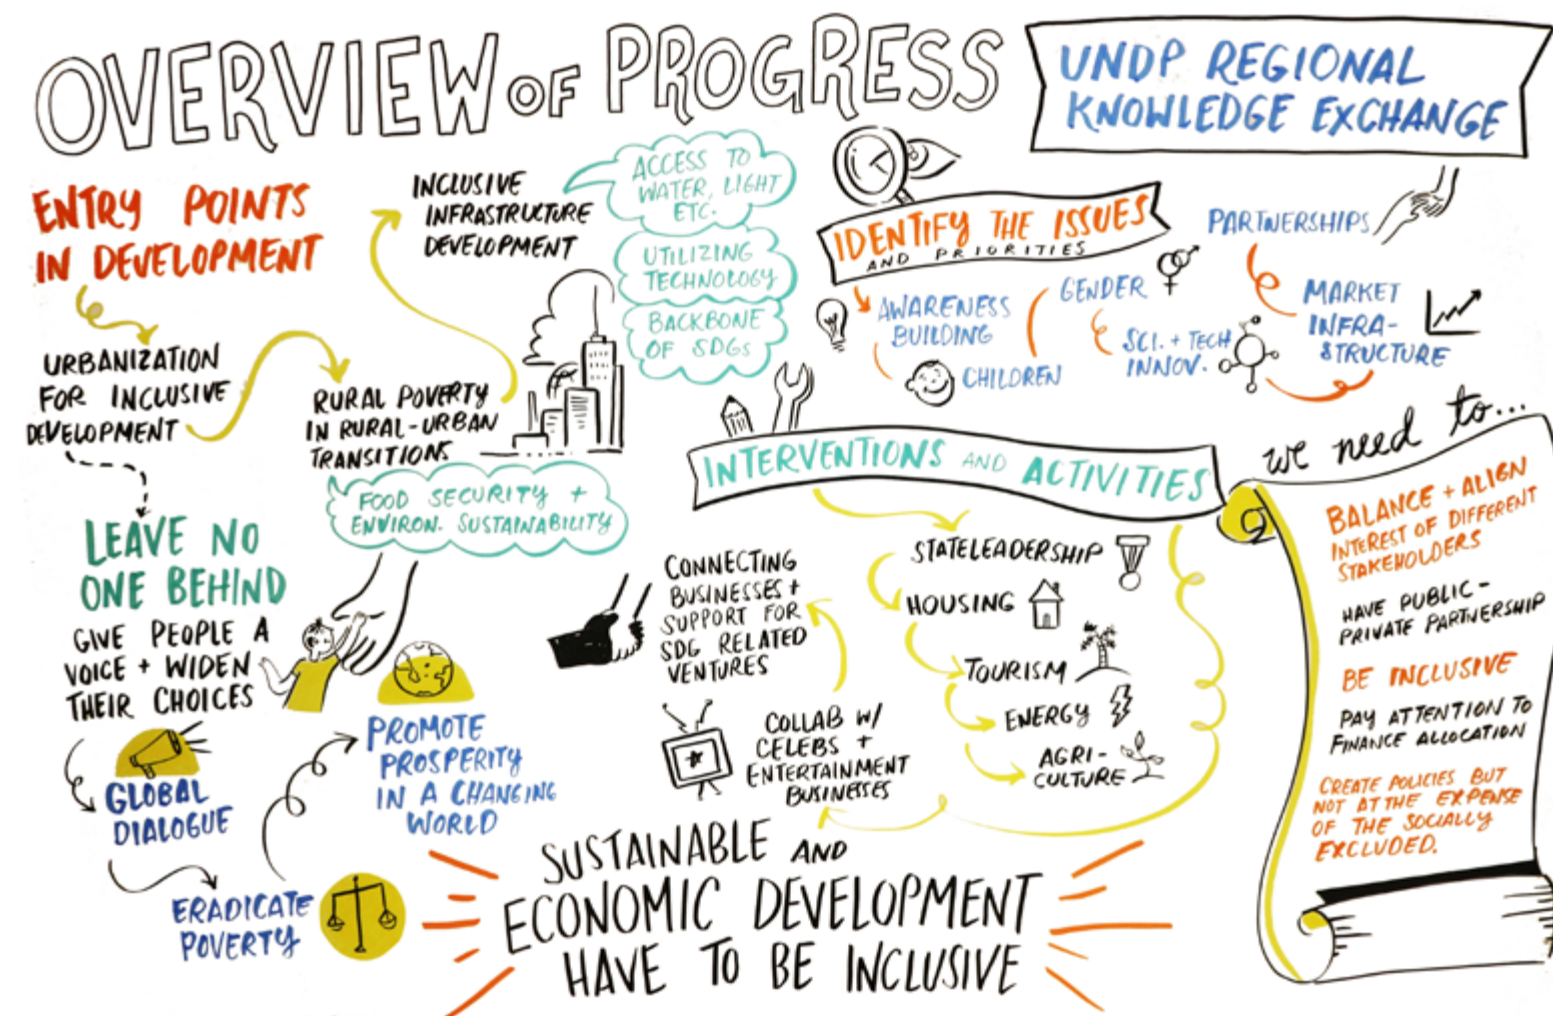 OVERVIEW OF PROGRESS
UNDP REGIONAL
KNOWLEDGE EXCHANGE
ENTRY POINTS
IN DEVELOPMENT
URBANIZATION
FOR INCLUSIVE
DEVELOPMENT
RURAL POVERTY
IN RURAL-URBAN
TRANSITIONS
FOOD SECURITY +
ENVIRON. SUSTAINABILITY
INCLUSIVE
INFRASTRUCTURE
DEVELOPMENT
ACCESS TO
WATER, LIGHT
ETC.
UTILIZING
TECHNOLOGY
BACKBONE
OF SDGs
LEAVE NO
ONE BEHIND
GIVE PEOPLE A
VOICE + WIDEN
THEIR CHOICES
GLOBAL
DIALOGUE
ERADICATE
POVERTY
PROMOTE
PROSPERITY
IN A CHANGING
WORLD
IDENTIFY THE ISSUES
AND PRIORITIES
AWARENESS
BUILDING
CHILDREN
GENDER
SCI. + TECH
INNOV.
PARTNERSHIPS
MARKET
INFRA-
STRUCTURE
INTERVENTIONS AND ACTIVITIES
STATELEADERSHIP
HOUSING
TOURISM
ENERGY
AGRI-
CULTURE
COLLAB W/
CELEBS +
ENTERTAINMENT
BUSINESSES
CONNECTING
BUSINESSES +
SUPPORT FOR
SDG RELATED
VENTURES
we need to...
BALANCE + ALIGN
INTEREST OF DIFFERENT
STAKEHOLDERS
HAVE PUBLIC-
PRIVATE PARTNERSHIP
BE INCLUSIVE
PAY ATTENTION TO
FINANCE ALLOCATION
CREATE POLICIES BUT
NOT AT THE EXPENSE
OF THE SOCIALLY
EXCLUDED.
SUSTAINABLE AND
ECONOMIC DEVELOPMENT
HAVE TO BE INCLUSIVE